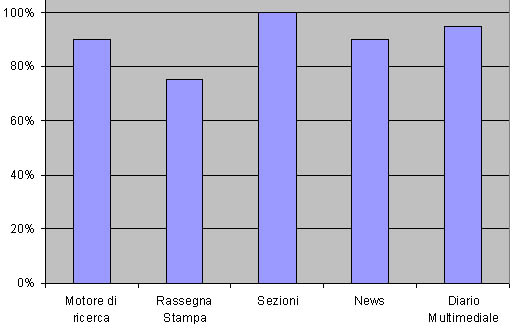 100%
80%
60%
40%
20%
0%
Motore di
ricerca
Rassegna
Stampa
Sezioni
News
Diario
Multimediale